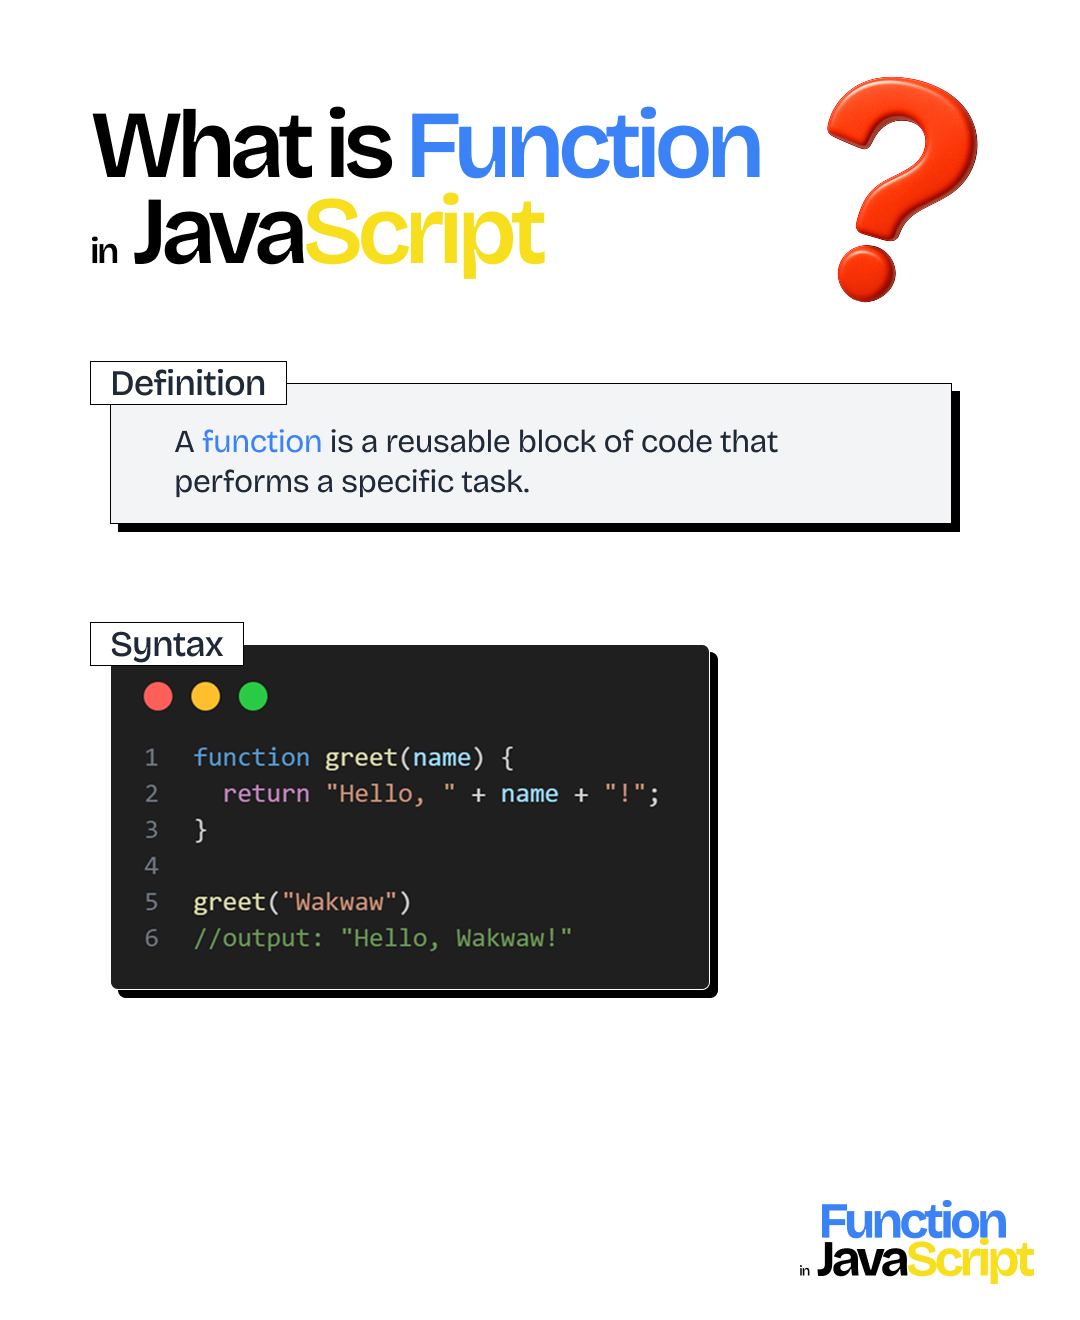 What is Function
in JavaScript
Definition
A function is a reusable block of code that
performs a specific task.
Syntax
1 function greet(name) {
2   return "Hello, " + name + "!";
3 }
4
5 greet("Wakwaw")
6 //output: "Hello, Wakwaw!"
Function
in JavaScript